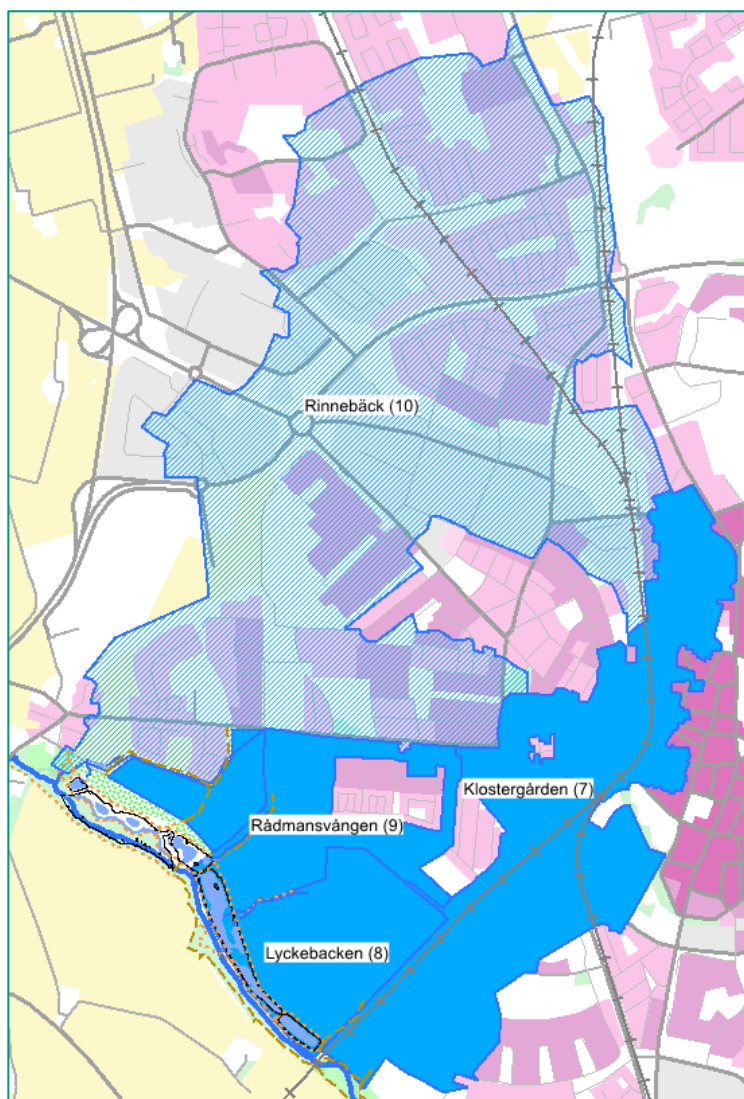 Rinnebäck (10)
Klostergården (7)
Rådmansvången (9)
Lyckebacken (8)